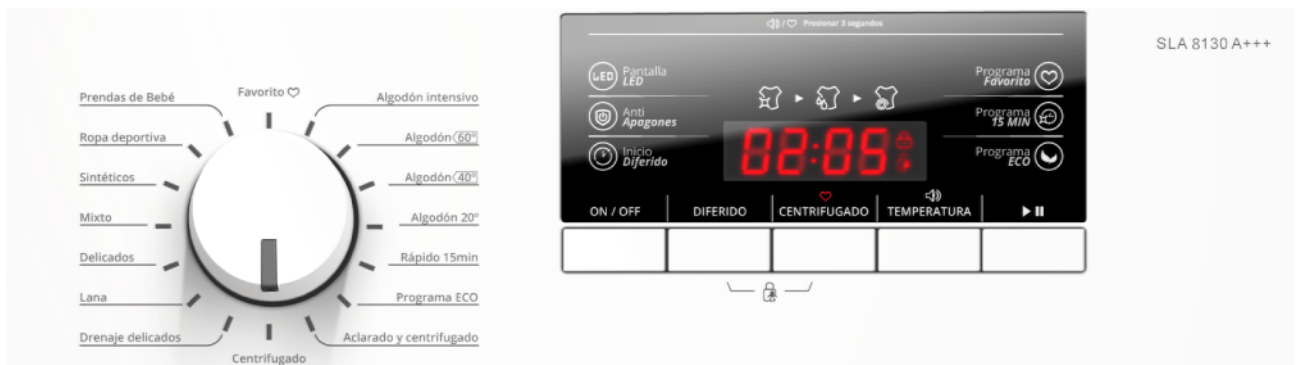 Favorito
Prendas de Bebé
Ropa deportiva
Sintéticos
Mixto
Delicados
Lana
Drenaje delicados
Centrifugado
Algodón intensivo
Algodón 60º
Algodón 40º
Algodón 20º
Rápido 15min
Programa ECO
Aclarado y centrifugado
/ Presionar 3 segundos
LED
Pantalla
LED
Anti
Apagones
Inicio
Diferido
02:05
Programa
Favorito
Programa
15 MIN
Programa
ECO
ON / OFF
DIFERIDO
CENTRIFUGADO
TEMPERATURA
SLA 8130 A+++